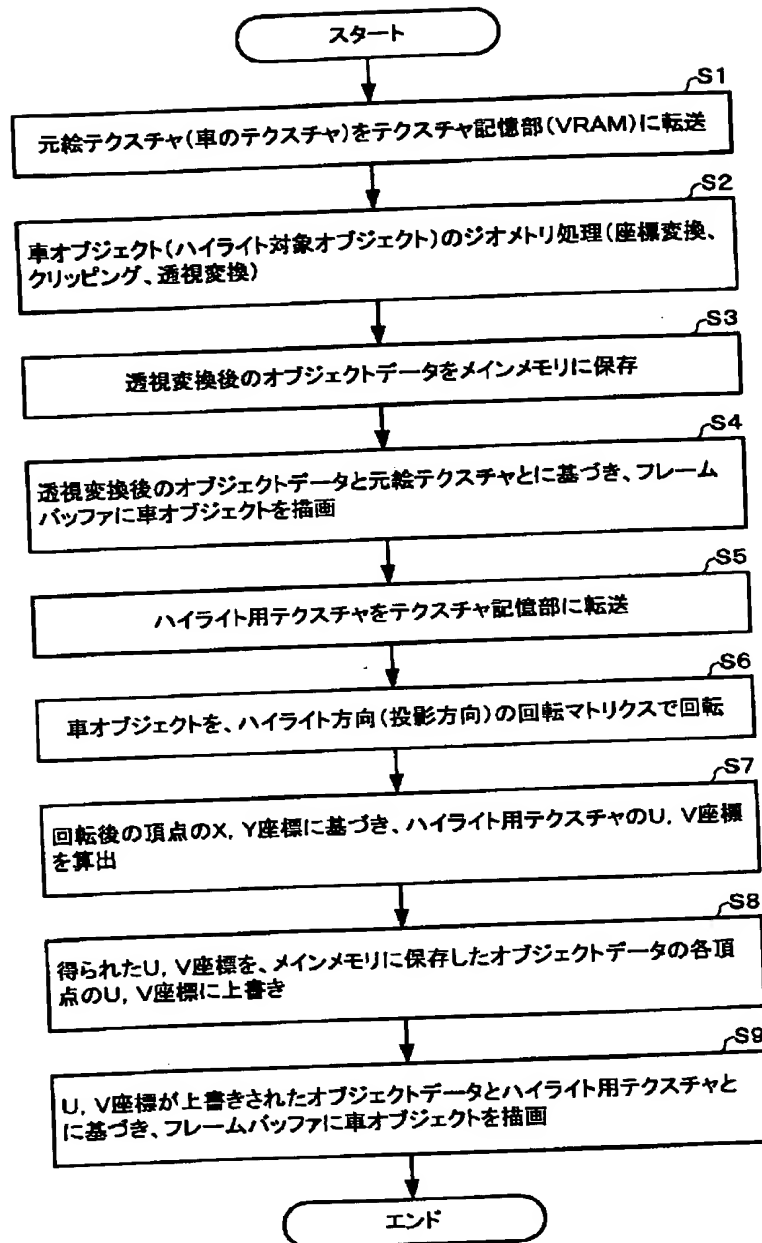 スタート
S1
元絵テクスチャ(車のテクスチャ)をテクスチャ記憶部(VRAM)に転送
S2
車オブジェクト(ハイライト対象オブジェクト)のジオメトリ処理(座標変換、
クリッピング、透視変換)
S3
透視変換後のオブジェクトデータをメインメモリに保存
S4
透視変換後のオブジェクトデータと元絵テクスチャとに基づき、フレーム
バッファに車オブジェクトを描画
S5
ハイライト用テクスチャをテクスチャ記憶部に転送
S6
車オブジェクトを、ハイライト方向(投影方向)の回転マトリクスで回転
S7
回転後の頂点のX, Y座標に基づき、ハイライト用テクスチャのU, V座標
を算出
S8
得られたU, V座標を、メインメモリに保存したオブジェクトデータの各頂
点のU, V座標に上書き
S9
U, V座標が上書きされたオブジェクトデータとハイライト用テクスチャと
に基づき、フレームバッファに車オブジェクトを描画
エンド